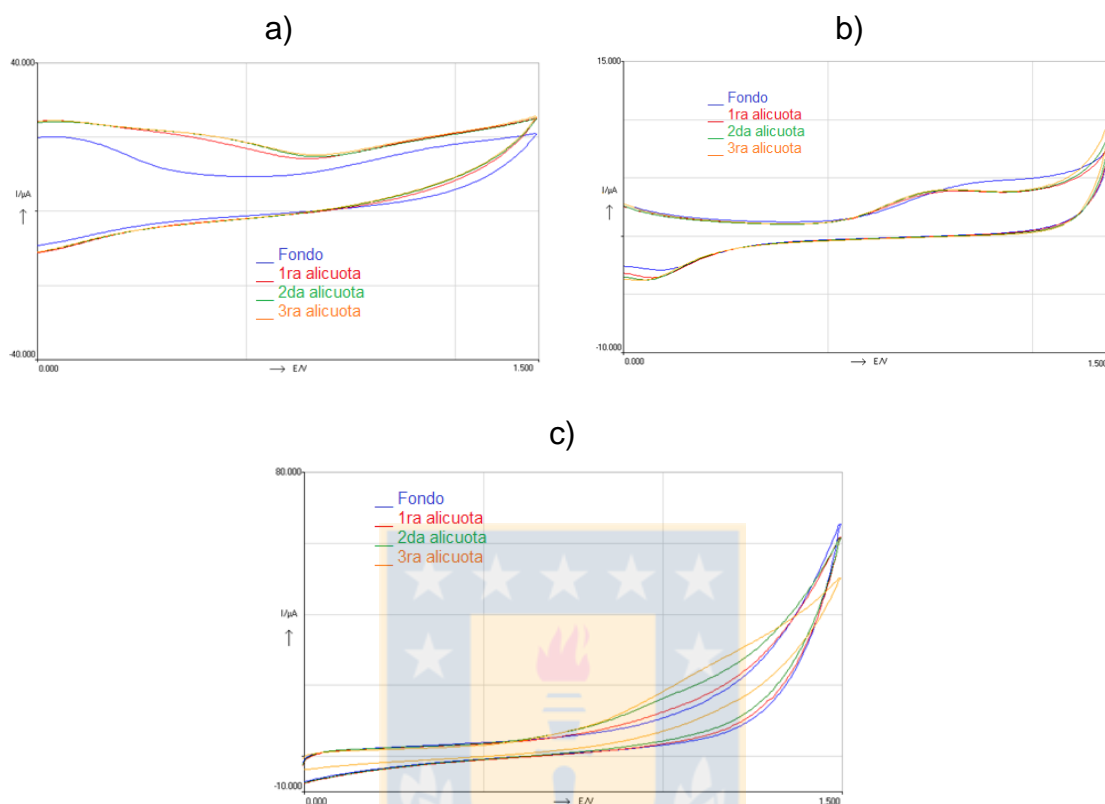 a)
40.000
I/µA
Fondo
1ra alicuota
2da alicuota
3ra alicuota
-40.000
0.000
E/V
1.500
b)
15.000
Fondo
1ra alicuota
2da alicuota
3ra alicuota
I/µA
-10.000
0.000
E/V
1.500
c)
80.000
Fondo
1ra alicuota
2da alicuota
3ra alicuota
I/µA
-10.000
0.000
E/V
1.500